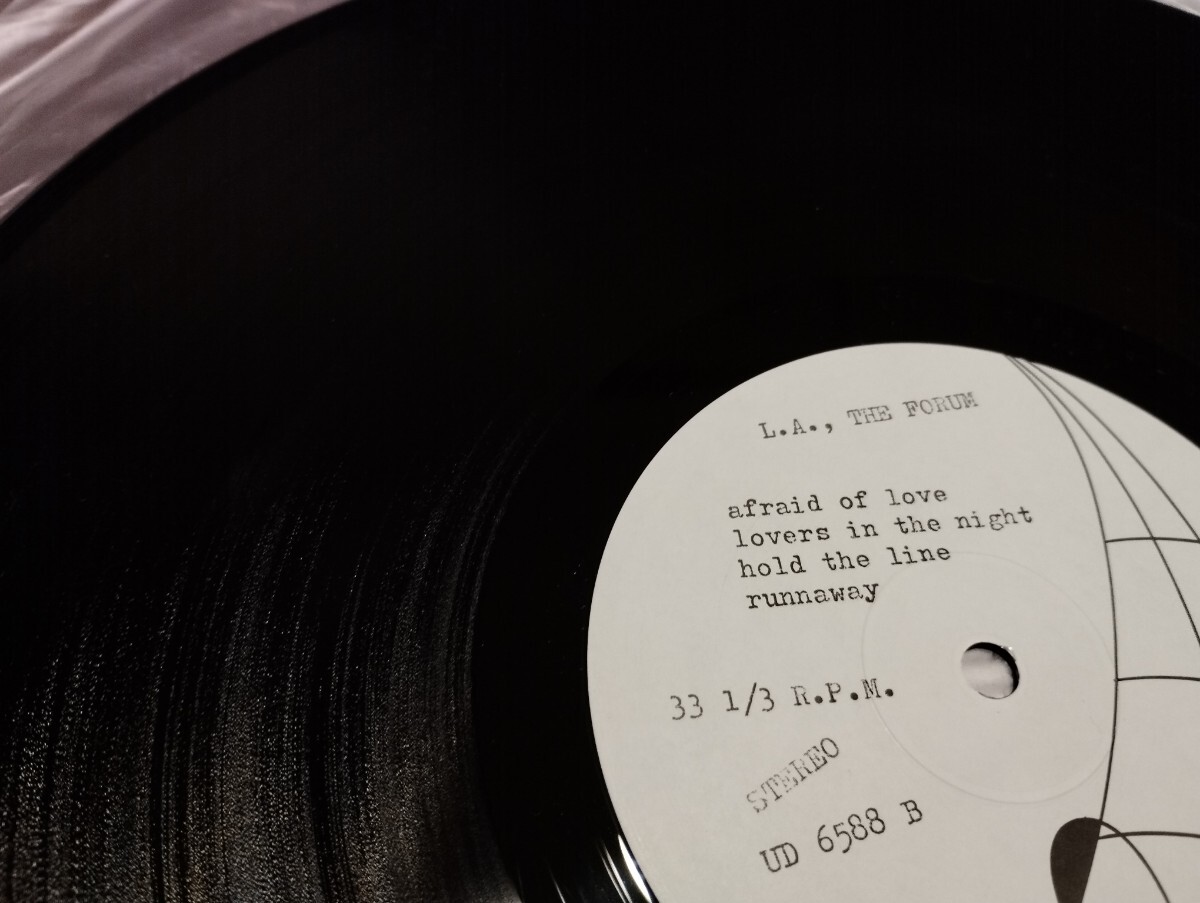 L.A., THE FORUM
afraid of love
lovers in the night
hold the line
runnaway
33 1/3 R.P.M.
STEREO
UD 6588 B